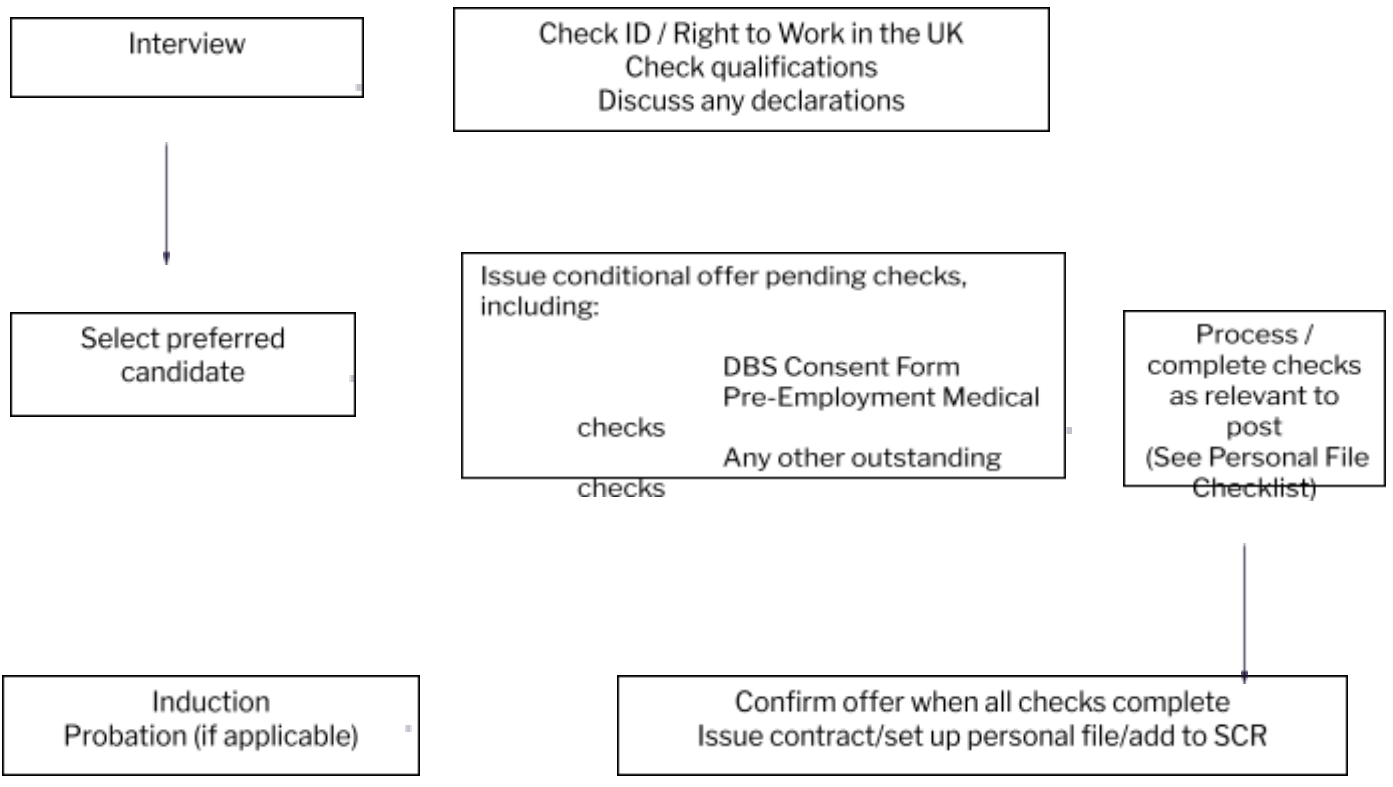 Interview
Check ID / Right to Work in the UK
Check qualifications
Discuss any declarations
Select preferred
candidate
Issue conditional offer pending checks,
including:
DBS Consent Form
Pre-Employment Medical
checks
Any other outstanding
checks
Process /
complete checks
as relevant to
post
(See Personal File
Checklist)
Induction
Probation (if applicable)
Confirm offer when all checks complete
Issue contract/set up personal file/add to SCR